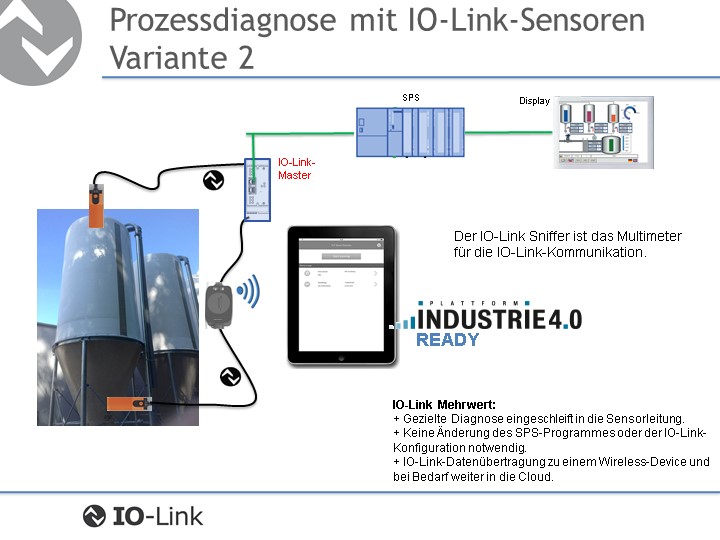 Prozessdiagnose mit IO-Link-Sensoren
Variante 2
SPS
Display
IO-Link-
Master
Der IO-Link Sniffer ist das Multimeter
für die IO-Link-Kommunikation.
PLATTFORM
INDUSTRIE4.0
READY
IO-Link Mehrwert:
+ Gezielte Diagnose eingeschleift in die Sensorleitung.
+ Keine Änderung des SPS-Programmes oder der IO-Link-
Konfiguration notwendig.
+ IO-Link-Datenübertragung zu einem Wireless-Device und
bei Bedarf weiter in die Cloud.
IO-Link